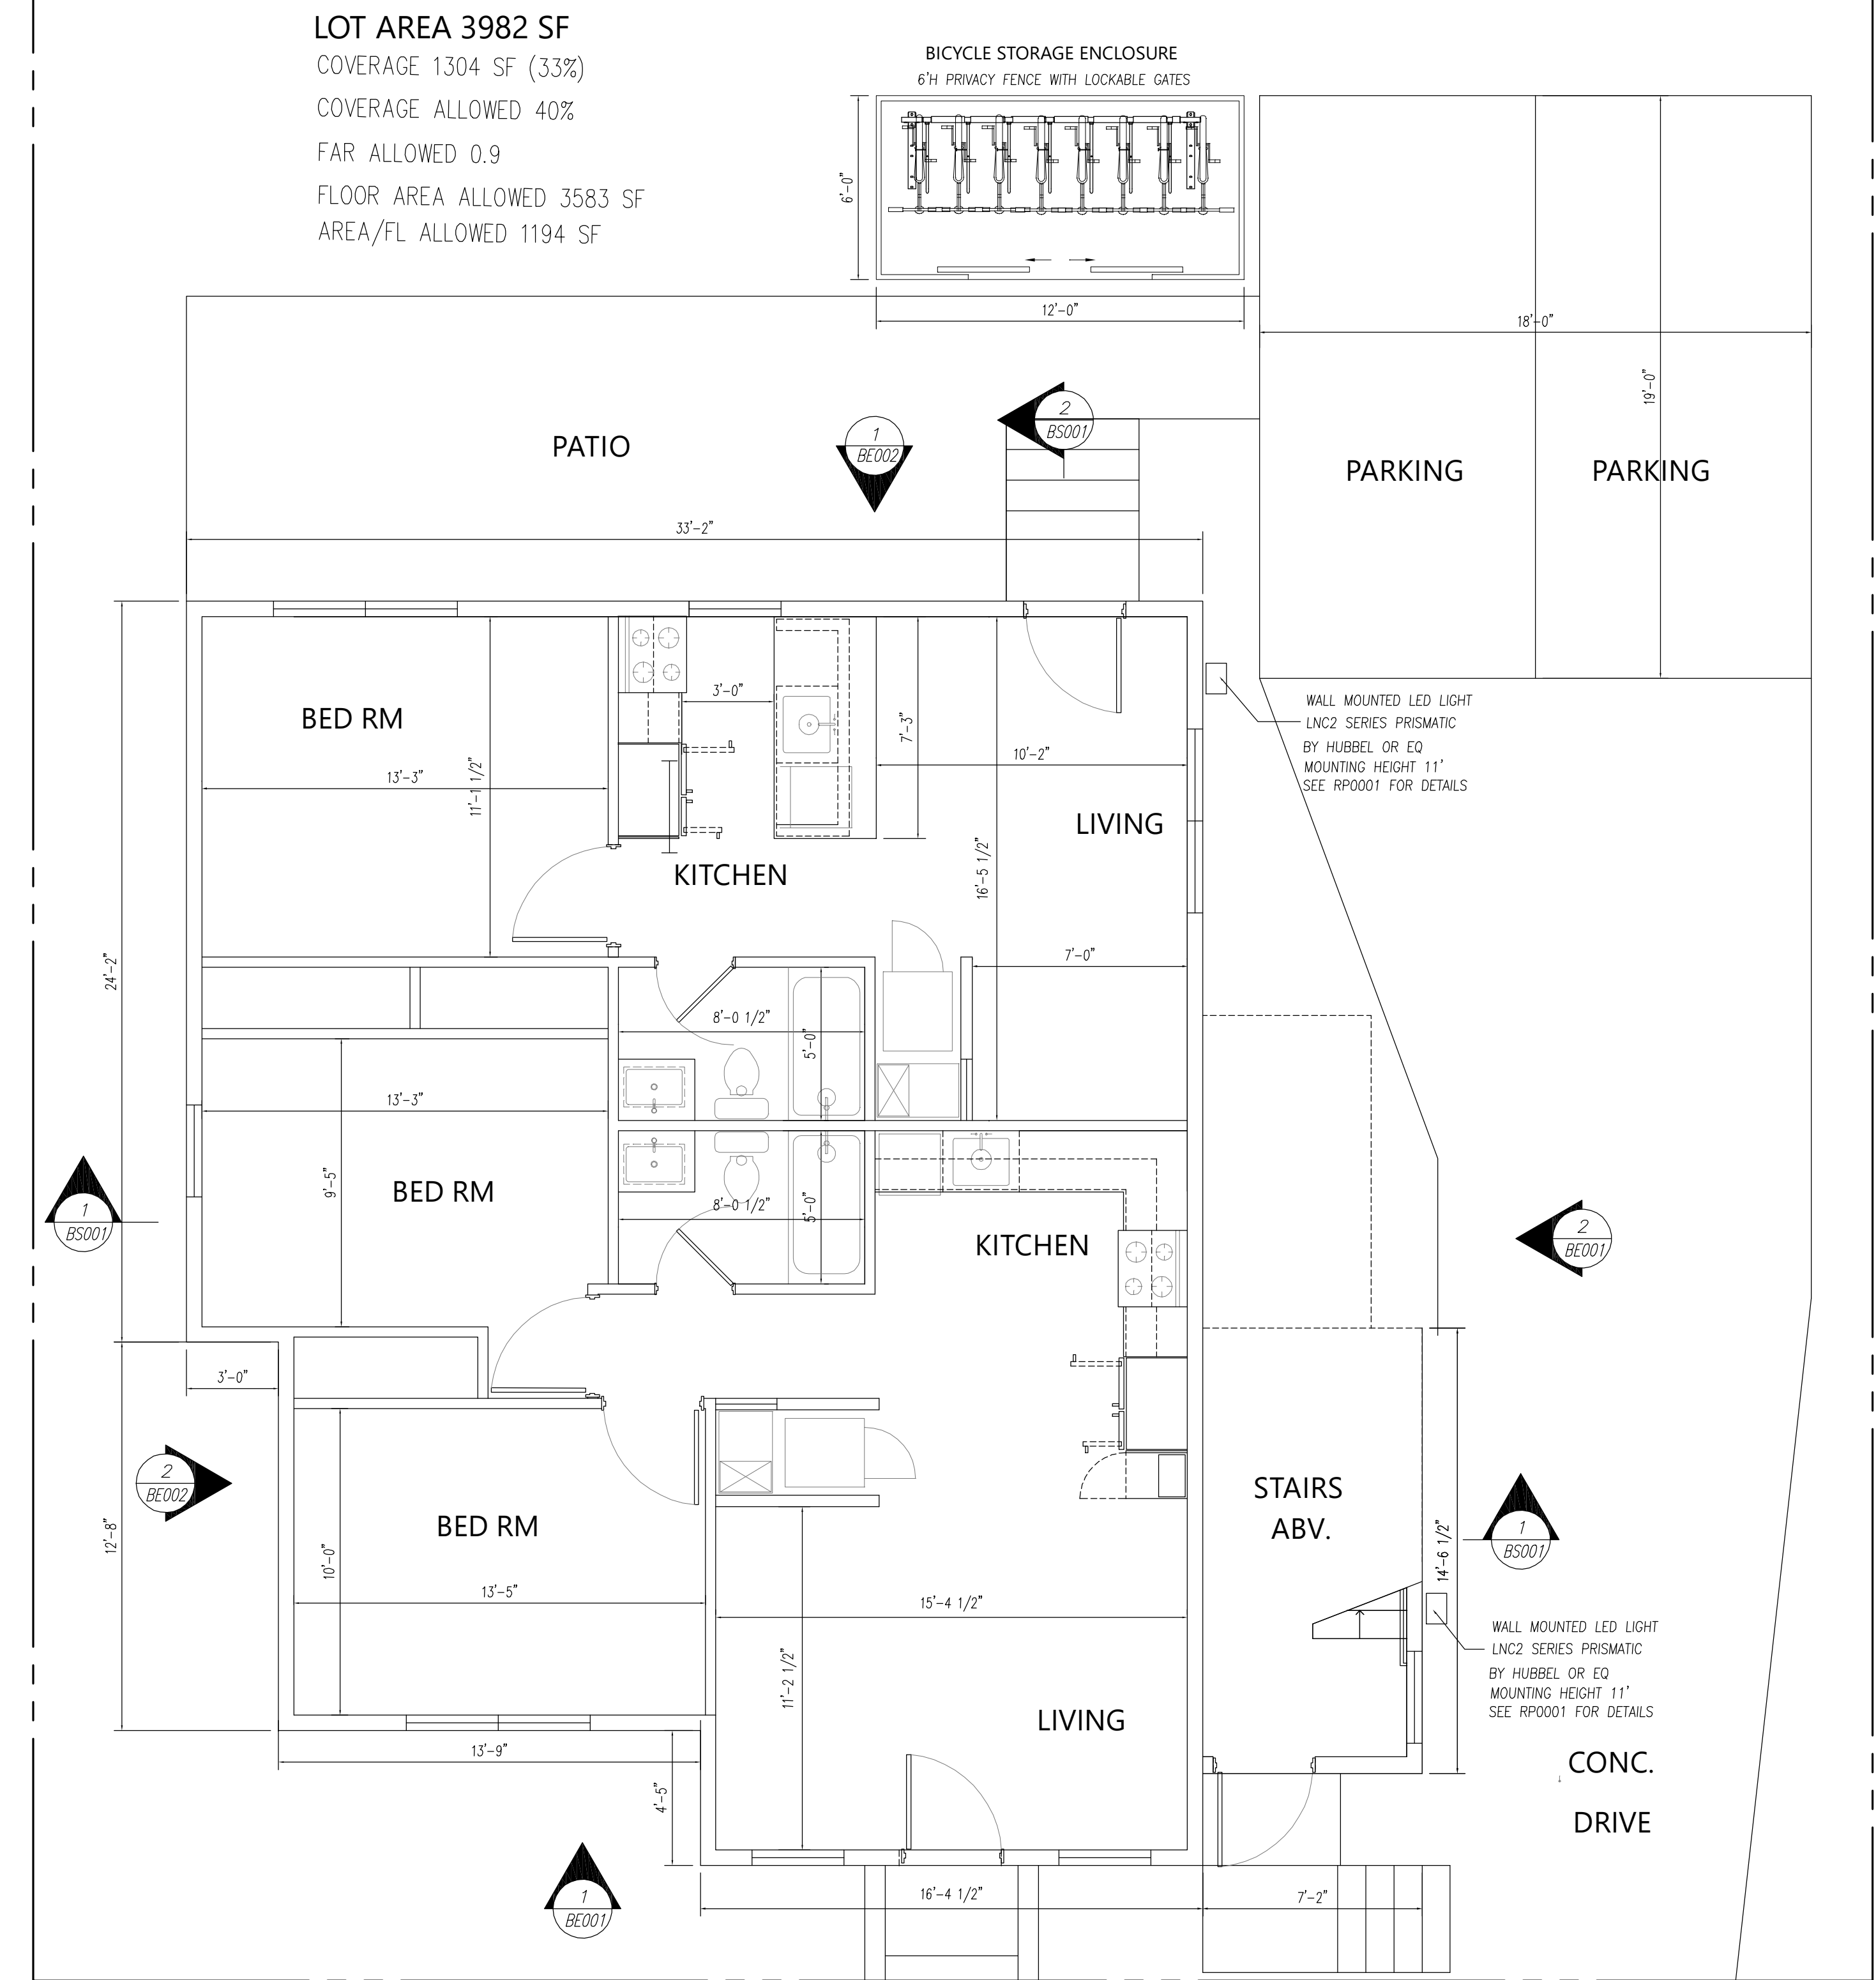 LOT AREA 3982 SF
COVERAGE 1304 SF (33%)
COVERAGE ALLOWED 40%
FAR ALLOWED 0.9
FLOOR AREA ALLOWED 3583 SF
AREA/FL ALLOWED 1194 SF
BICYCLE STORAGE ENCLOSURE
6'H PRIVACY FENCE WITH LOCKABLE GATES
6'-0"
12'-0"
18'-0"
19'-0"
PATIO
1
BE002
2
BS001
PARKING
PARKING
33'-2"
BED RM
13'-3"
11'-1 1/2"
3'-0"
7'-3"
10'-2"
LIVING
KITCHEN
16'-5 1/2"
7'-0"
WALL MOUNTED LED LIGHT
LNC2 SERIES PRISMATIC
BY HUBBEL OR EQ
MOUNTING HEIGHT 11'
SEE RP0001 FOR DETAILS
24'-2"
8'-0 1/2"
5'-0"
13'-3"
9'-5"
BED RM
8'-0 1/2"
5'-0"
KITCHEN
1
BS001
2
BE001
3'-0"
2
BE002
12'-8"
BED RM
10'-0"
13'-5"
STAIRS
ABV.
14'-6 1/2"
1
BS001
15'-4 1/2"
11'-2 1/2"
LIVING
WALL MOUNTED LED LIGHT
LNC2 SERIES PRISMATIC
BY HUBBEL OR EQ
MOUNTING HEIGHT 11'
SEE RP0001 FOR DETAILS
CONC.
DRIVE
13'-9"
4'-5"
1
BE001
16'-4 1/2"
7'-2"